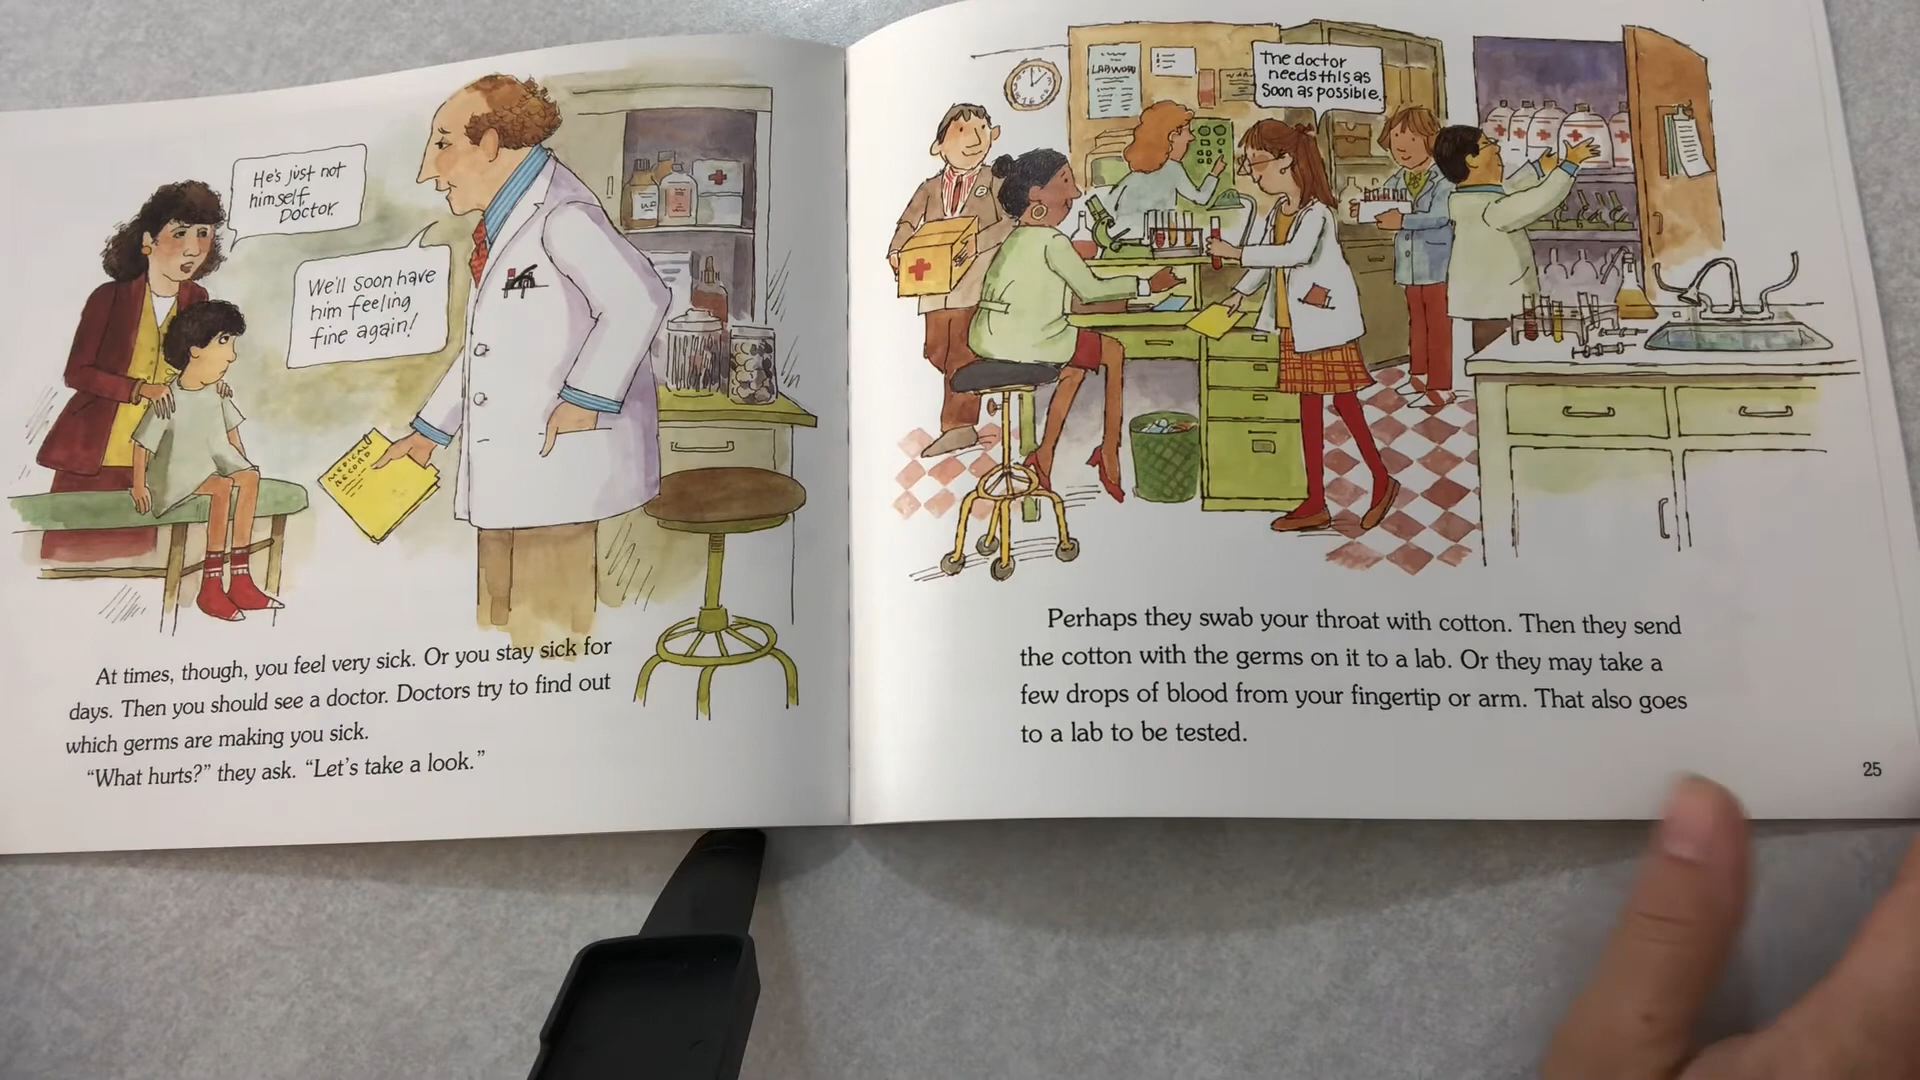 He's just not
himself,
Doctor.
We'll soon have
him feeling
fine again!
MEDICAL
RECORD
At times, though, you feel very sick. Or you stay sick for
days. Then you should see a doctor. Doctors try to find out
which germs are making you sick.
“What hurts?” they ask. “Let's take a look.”
LABWORK
The doctor
needs this as
soon as possible.
Perhaps they swab your throat with cotton. Then they send
the cotton with the germs on it to a lab. Or they may take a
few drops of blood from your fingertip or arm. That also goes
to a lab to be tested.
25